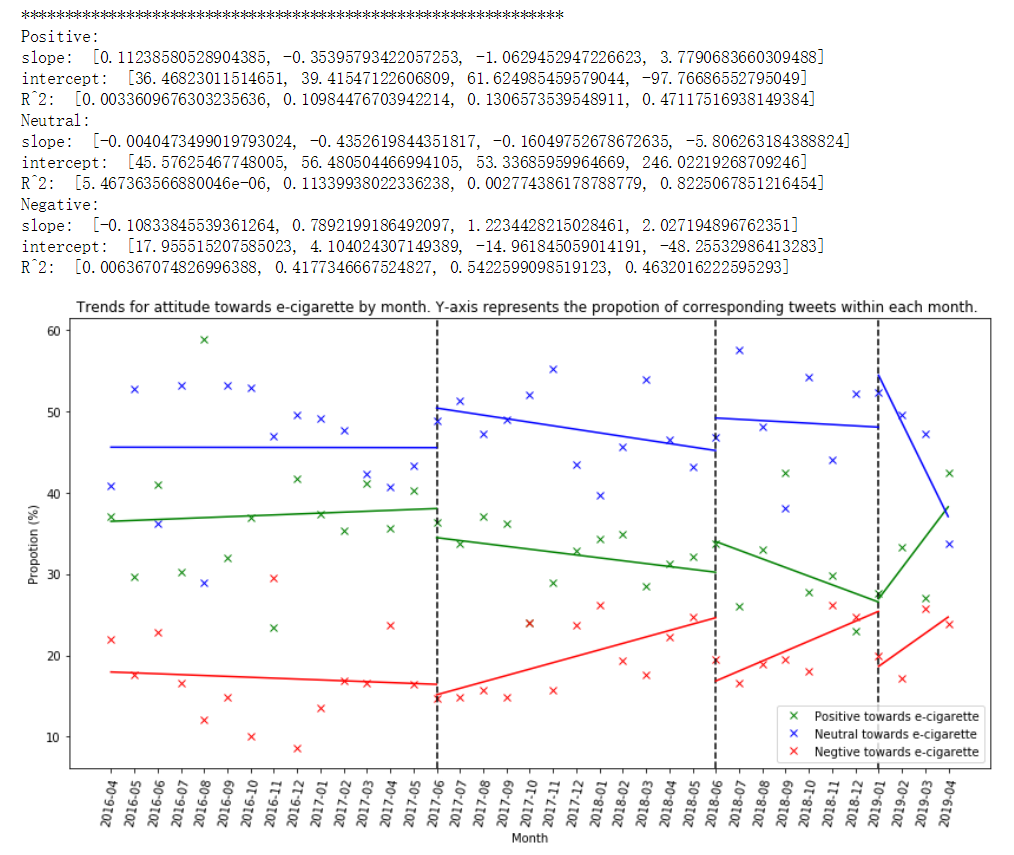 **************************************************************
Positive:
slope:  [0.11238580528904385, -0.35395793422057253, -1.0629452947226623, 3.7790683660309488]
intercept:  [36.46823011514651, 39.41547122606809, 61.624985459579044, -97.76686552795049]
R^2:  [0.0033609676303235636, 0.10984476703942214, 0.1306573539548911, 0.47117516938149384]
Neutral:
slope:  [-0.0040473499019793024, -0.4352619844351817, -0.16049752678672635, -5.806263184388824]
intercept:  [45.57625467748005, 56.480504466994105, 53.33685959964669, 246.02219268709246]
R^2:  [5.467363566880046e-06, 0.11339938022336238, 0.002774386178788779, 0.8225067851216454]
Negative:
slope:  [-0.10833845539361264, 0.7892199186492097, 1.2234428215028461, 2.027194896762351]
intercept:  [17.955515207585023, 4.104024307149389, -14.961845059014191, -48.25532986413283]
R^2:  [0.006367074826996388, 0.4177346667524827, 0.5422599098519123, 0.4632016222595293]
Trends for attitude towards e-cigarette by month. Y-axis represents the propotion of corresponding tweets within each month.
Propotion (%)
60
50
40
30
20
10
Positive towards e-cigarette
Neutral towards e-cigarette
Negtive towards e-cigarette
2016-04
2016-05
2016-06
2016-07
2016-08
2016-09
2016-10
2016-11
2016-12
2017-01
2017-02
2017-03
2017-04
2017-05
2017-06
2017-07
2017-08
2017-09
2017-10
2017-11
2017-12
2018-01
2018-02
2018-03
2018-04
2018-05
2018-06
2018-07
2018-08
2018-09
2018-10
2018-11
2018-12
2019-01
2019-02
2019-03
2019-04
Month